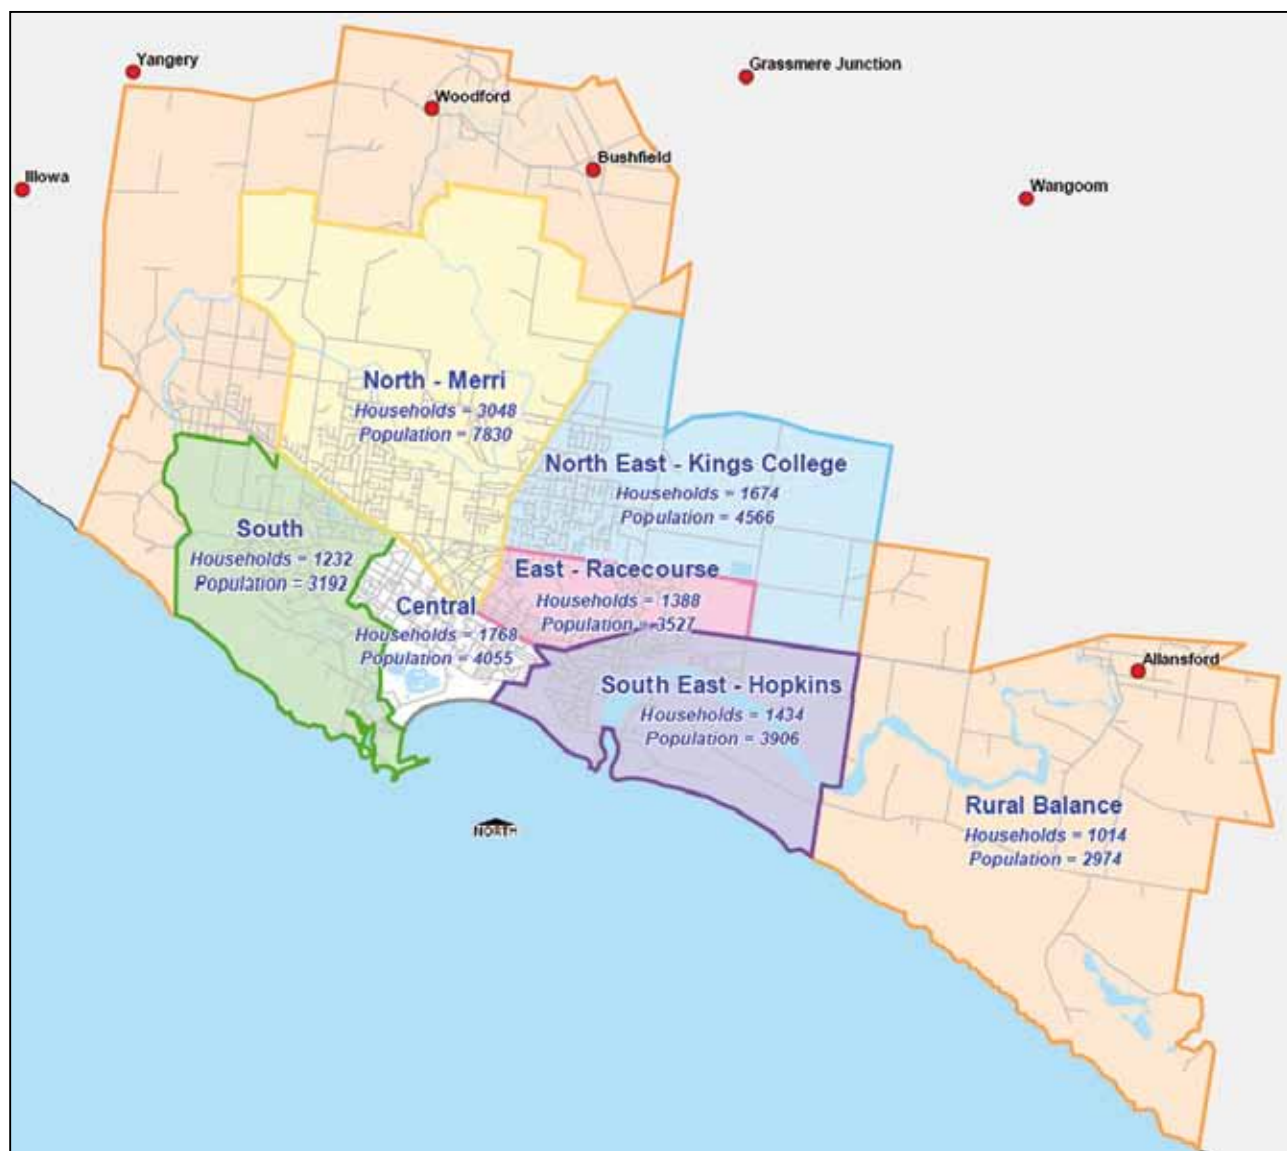 Yangery
Grassmere Junction
Woodford
Bushfield
Illowa
Wangoom
North - Merri
Households = 3048
Population = 7830
North East - Kings College
Households = 1674
Population = 4566
South
Households = 1232
Population = 3192
East - Racecourse
Households = 1388
Population = 3527
Central
Households = 1768
Population = 4055
Allansford
South East - Hopkins
Households = 1434
Population = 3906
Rural Balance
Households = 1014
Population = 2974
NORTH